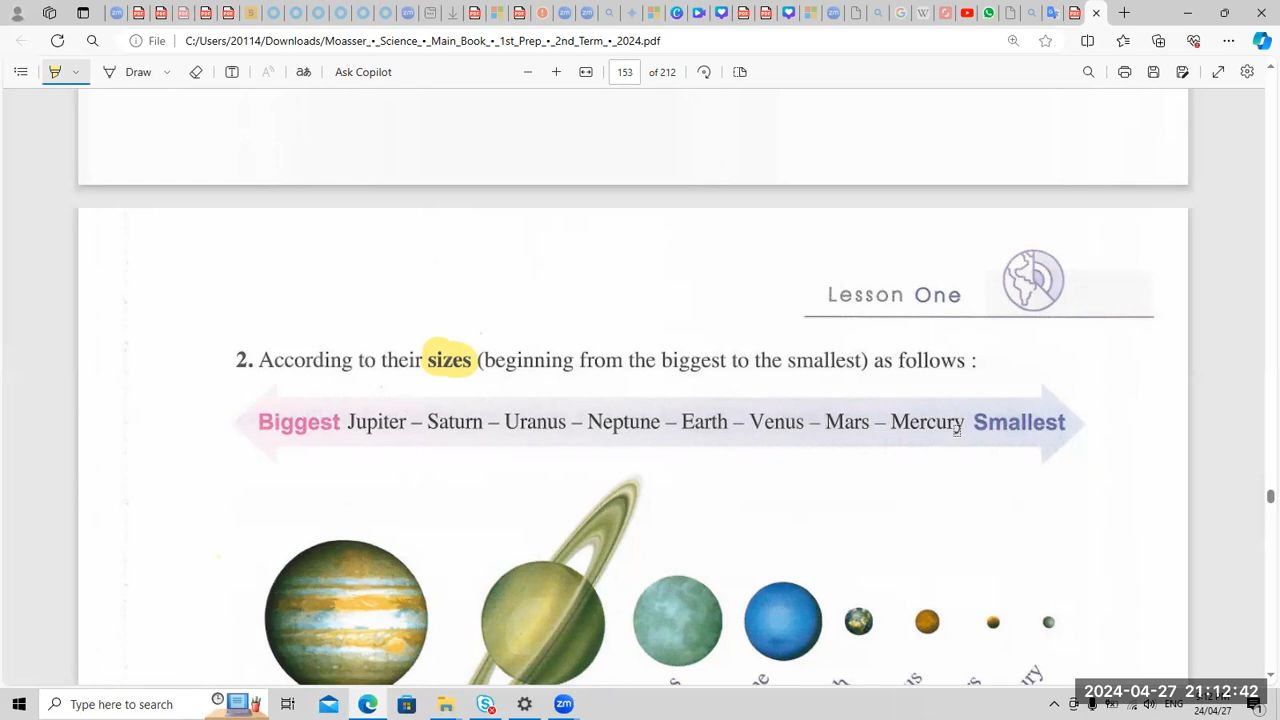 File
C:/Users/20114/Downloads/Moasser_•_Science_•_Main_Book_•_1st_Prep_•_2nd_Term_•_2024.pdf
Draw
Ask Copilot
153 of 212
Lesson One
2. According to their sizes (beginning from the biggest to the smallest) as follows :
Biggest Jupiter – Saturn – Uranus – Neptune – Earth – Venus – Mars – Mercury Smallest
2024-04-27 21:12:42
Type here to search
ENG
24/04/27